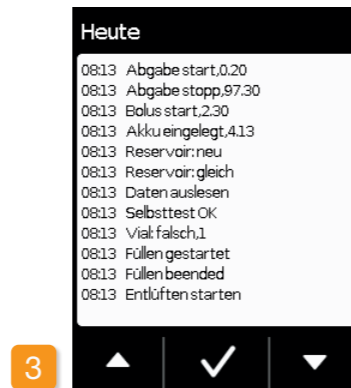 Heute
08:13 Abgabe start,0.20
08:13 Abgabe stopp,97.30
08:13 Bolus start,2.30
08:13 Akku eingelegt,4.13
08:13 Reservoir: neu
08:13 Reservoir: gleich
08:13 Daten auslesen
08:13 Selbsttest OK
08:13 Vial: falsch,1
08:13 Füllen gestartet
08:13 Füllen beended
08:13 Entlüften starten
3